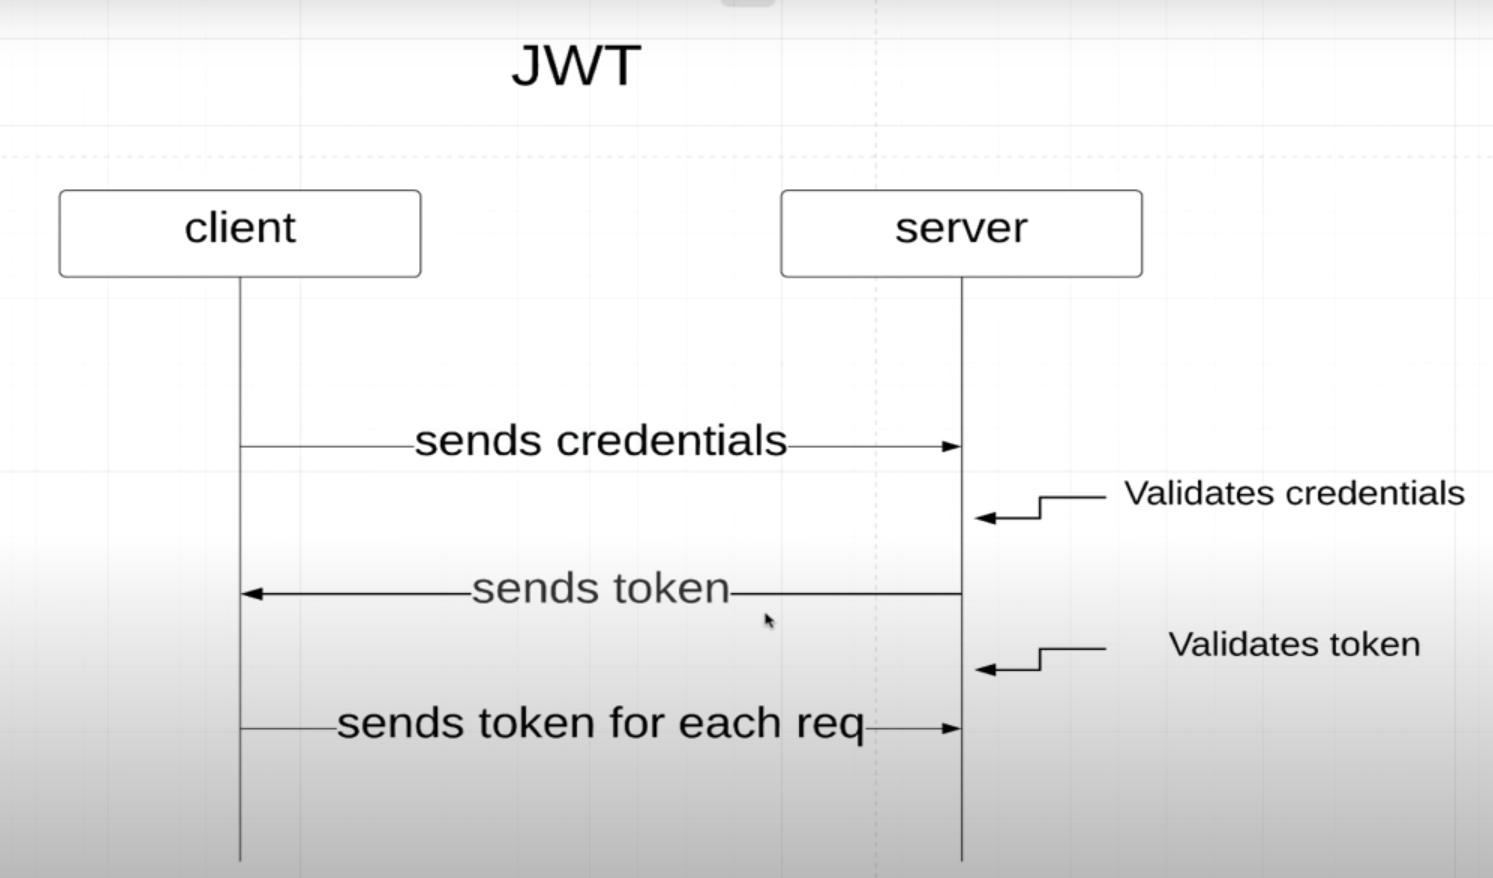 JWT
client
server
sends credentials
Validates credentials
sends token
Validates token
sends token for each req